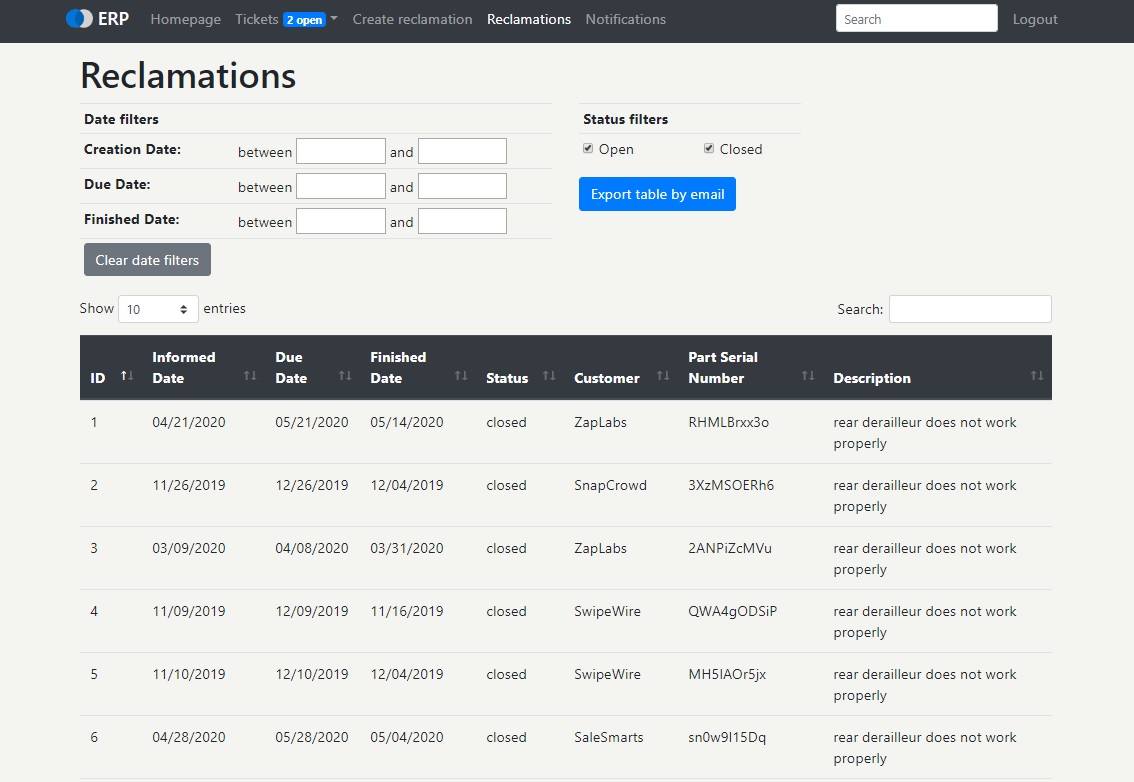 ERP Homepage Tickets 2 open Create reclamation Reclamations Notifications Search Logout
Reclamations
Date filters
Creation Date: between and
Due Date: between and
Finished Date: between and
Clear date filters
Status filters
Open Closed
Export table by email
Show 10 entries Search:
ID Informed Date Due Date Finished Date Status Customer Part Serial Number Description
1 04/21/2020 05/21/2020 05/14/2020 closed ZapLabs RHMLBrxx3o rear derailleur does not work
properly
2 11/26/2019 12/26/2019 12/04/2019 closed SnapCrowd 3XzMSOERh6 rear derailleur does not work
properly
3 03/09/2020 04/08/2020 03/31/2020 closed ZapLabs 2ANPiZcMVu rear derailleur does not work
properly
4 11/09/2019 12/09/2019 11/16/2019 closed SwipeWire QWA4gODSiP rear derailleur does not work
properly
5 11/10/2019 12/10/2019 12/04/2019 closed SwipeWire MH5IAOr5jx rear derailleur does not work
properly
6 04/28/2020 05/28/2020 05/04/2020 closed SaleSmarts sn0w9I15Dq rear derailleur does not work
properly